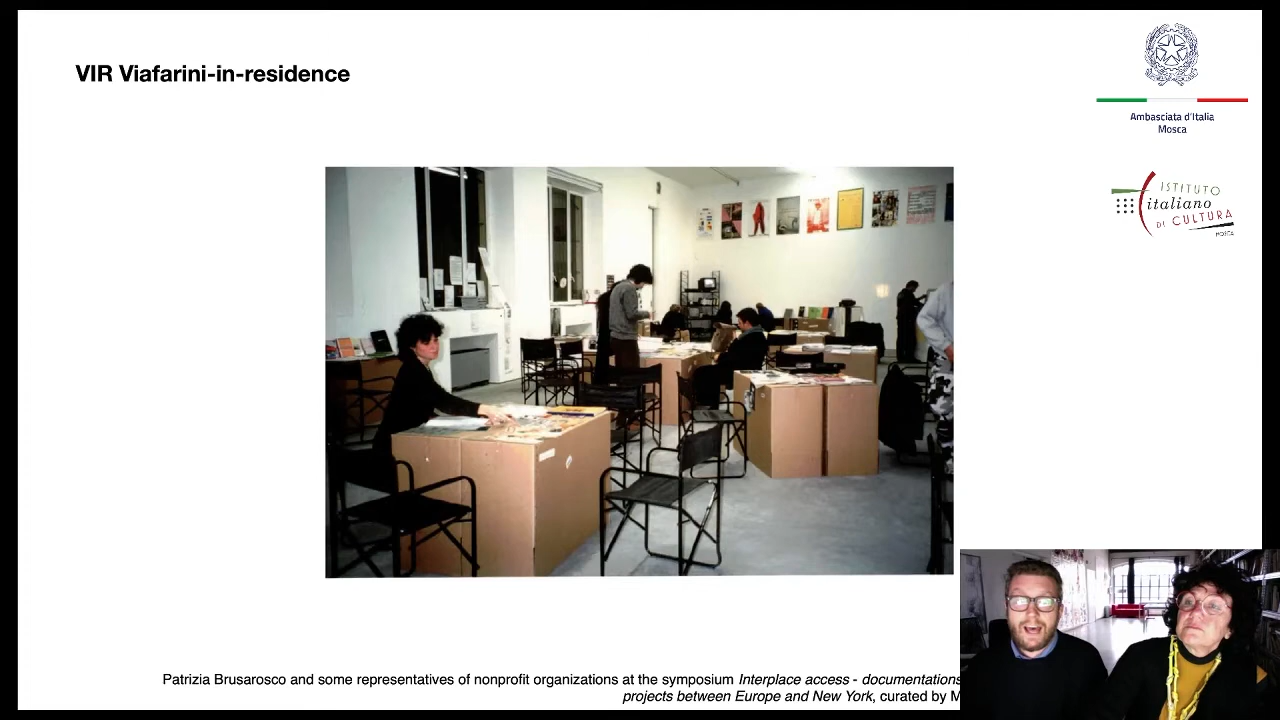 VIR Viafarini-in-residence
Ambasciata d'Italia
Mosca
ISTITUTO
italiano
DI CULTURA
MOSCA
Patrizia Brusarosco and some representatives of nonprofit organizations at the symposium Interplace access - documentations
projects between Europe and New York, curated by M